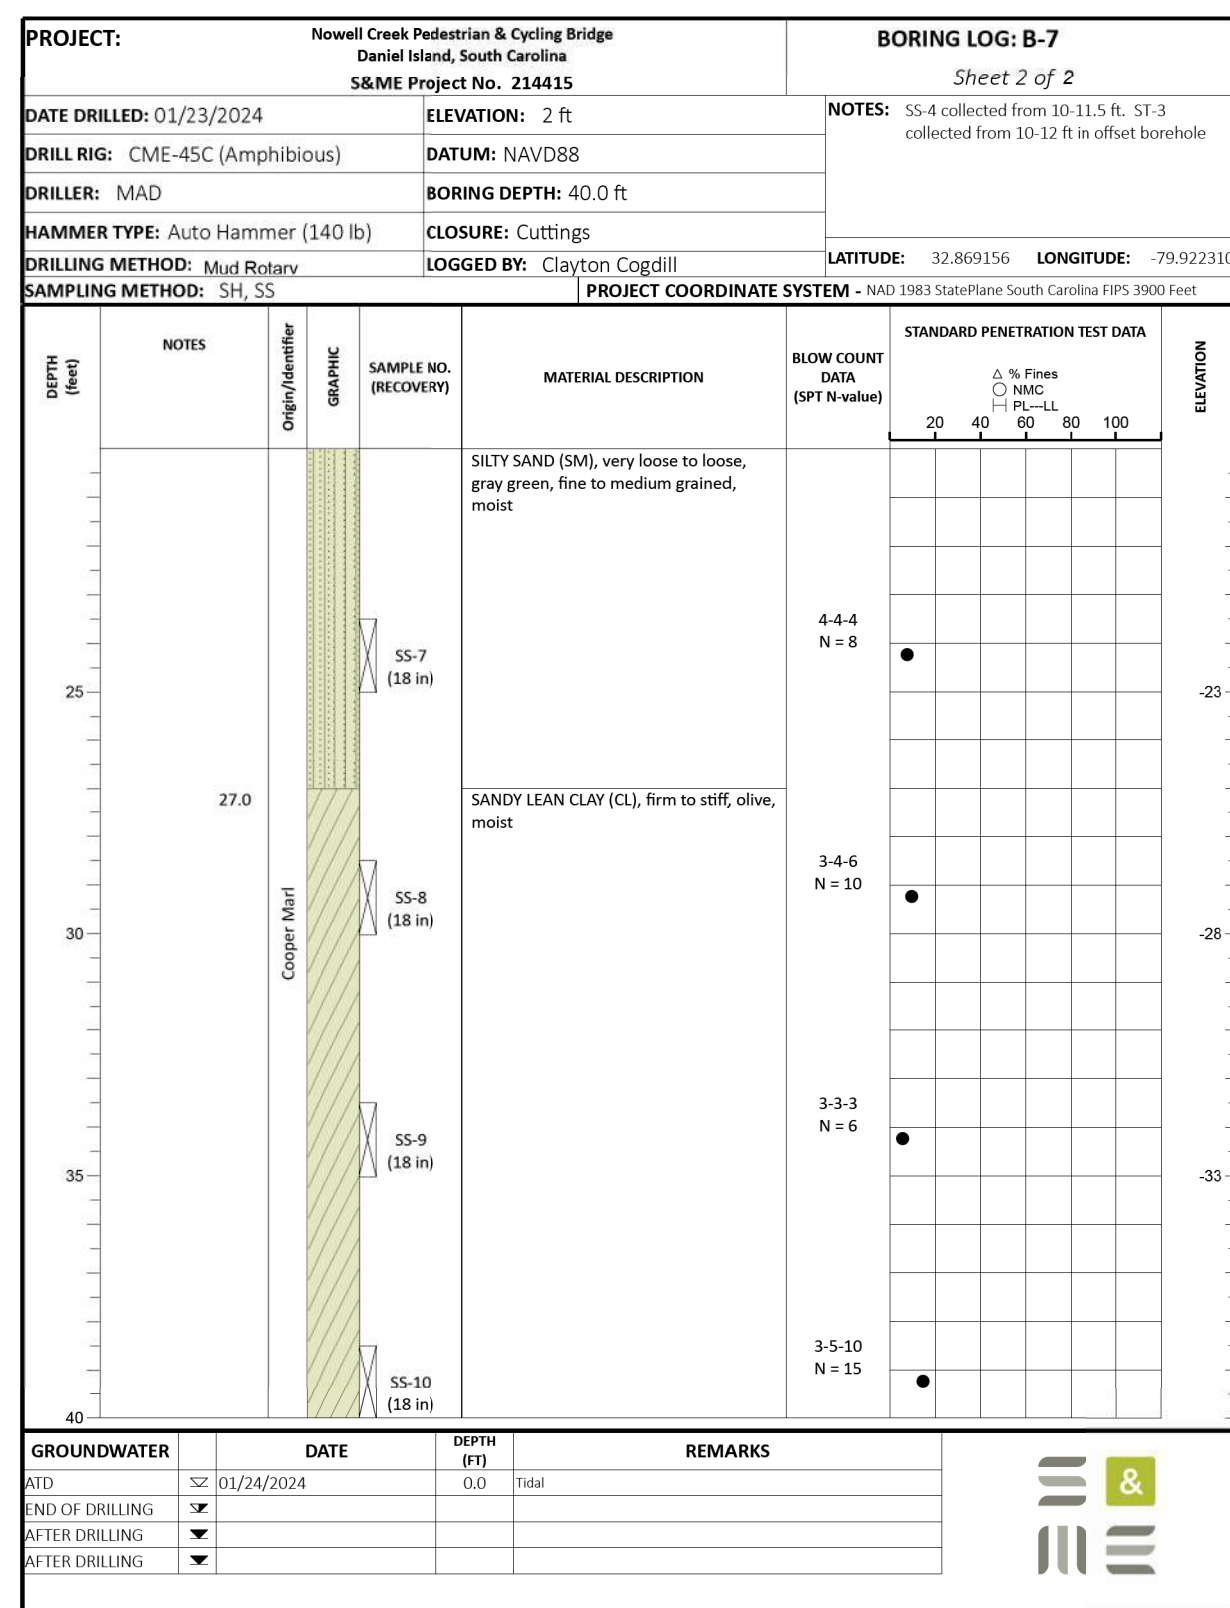 PROJECT:
Nowell Creek Pedestrian & Cycling Bridge
Daniel Island, South Carolina
S&ME Project No. 214415
BORING LOG: B-7
Sheet 2 of 2
DATE DRILLED: 01/23/2024
ELEVATION: 2 ft
NOTES: SS-4 collected from 10-11.5 ft. ST-3
collected from 10-12 ft in offset borehole
DRILL RIG: CME-45C (Amphibious)
DATUM: NAVD88
DRILLER: MAD
BORING DEPTH: 40.0 ft
HAMMER TYPE: Auto Hammer (140 lb)
CLOSURE: Cuttings
DRILLING METHOD: Mud Rotary
LOGGED BY: Clayton Cogdill
LATITUDE: 32.869156 LONGITUDE: -79.922310
SAMPLING METHOD: SH, SS
PROJECT COORDINATE SYSTEM - NAD 1983 StatePlane South Carolina FIPS 3900 Feet
DEPTH
(feet)
NOTES
Origin/Identifier
GRAPHIC
SAMPLE NO.
(RECOVERY)
MATERIAL DESCRIPTION
BLOW COUNT
DATA
(SPT N-value)
STANDARD PENETRATION TEST DATA
% Fines
NMC
PL---LL
20 40 60 80 100
ELEVATION
SILTY SAND (SM), very loose to loose,
gray green, fine to medium grained,
moist
4-4-4
N = 8
SS-7
(18 in)
25
-23
27.0
SANDY LEAN CLAY (CL), firm to stiff, olive,
moist
3-4-6
N = 10
SS-8
(18 in)
Cooper Marl
30
-28
3-3-3
N = 6
SS-9
(18 in)
35
-33
3-5-10
N = 15
SS-10
(18 in)
40
GROUNDWATER
DATE
DEPTH
(FT)
REMARKS
ATD 01/24/2024 0.0 Tidal
END OF DRILLING
AFTER DRILLING
AFTER DRILLING
S&
ME